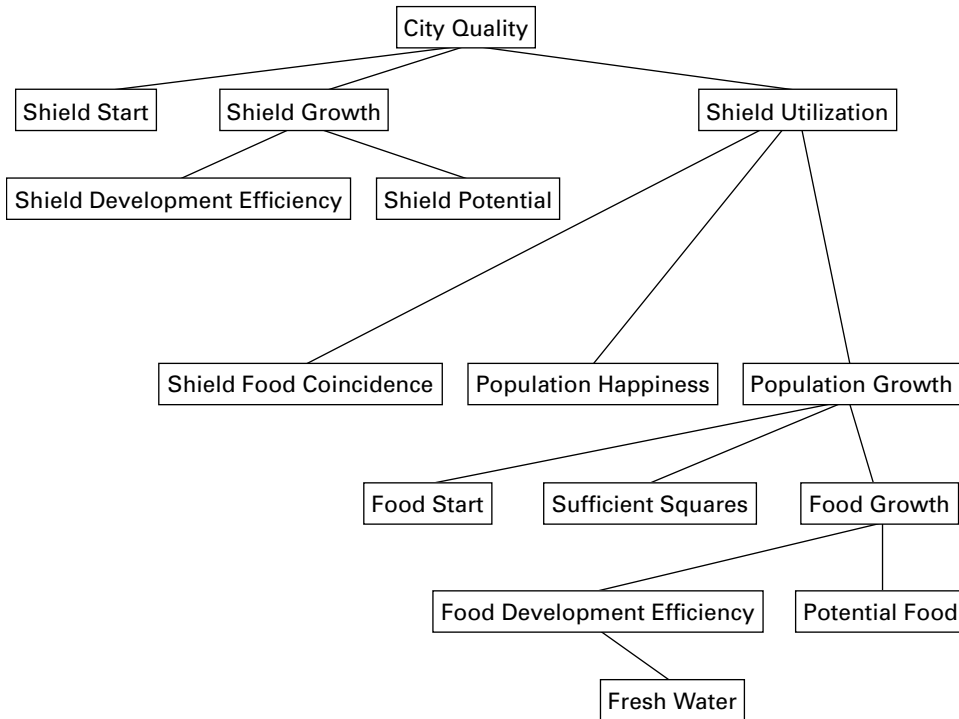 City Quality
Shield Start
Shield Growth
Shield Utilization
Shield Development Efficiency
Shield Potential
Shield Food Coincidence
Population Happiness
Population Growth
Food Start
Sufficient Squares
Food Growth
Food Development Efficiency
Potential Food
Fresh Water